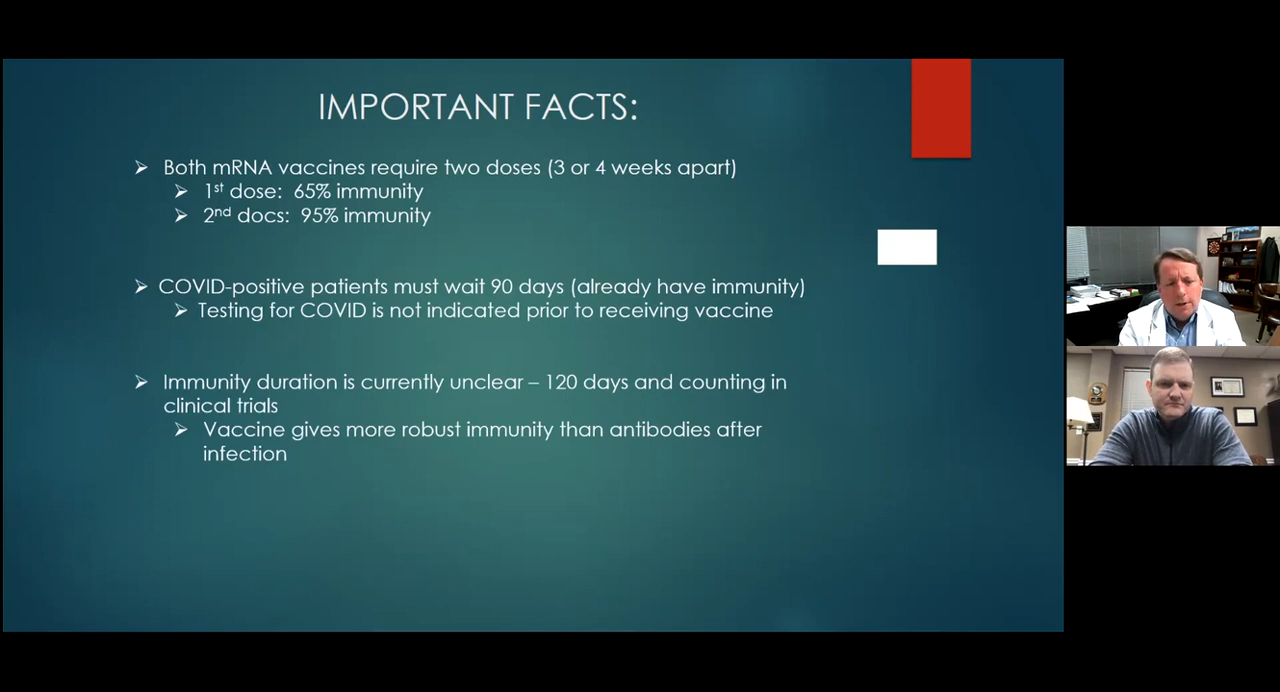 IMPORTANT FACTS:
Both mRNA vaccines require two doses (3 or 4 weeks apart)
1st dose: 65% immunity
2nd docs: 95% immunity
COVID-positive patients must wait 90 days (already have immunity)
Testing for COVID is not indicated prior to receiving vaccine
Immunity duration is currently unclear – 120 days and counting in
clinical trials
Vaccine gives more robust immunity than antibodies after
infection